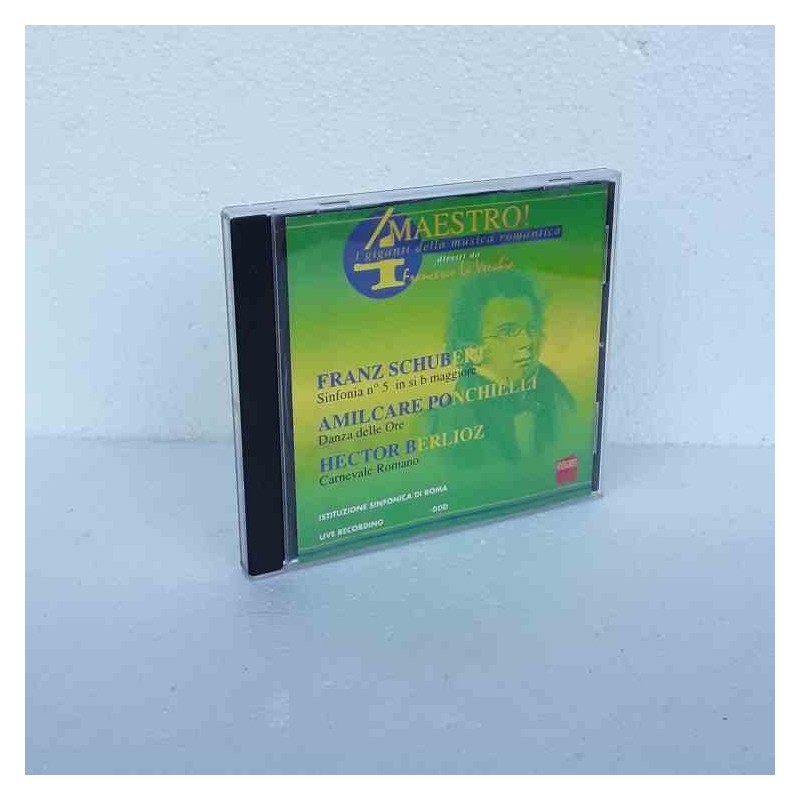 4 MAESTRO!
I giganti della musica romantica
diretti da
Francesco La Vecchia
FRANZ SCHUBERT
Sinfonia n° 5 in si b maggiore
AMILCARE PONCHIELLI
Danza delle Ore
HECTOR BERLIOZ
Carnevale Romano
ISTITUZIONE SINFONICA DI ROMA
LIVE RECORDING DDD